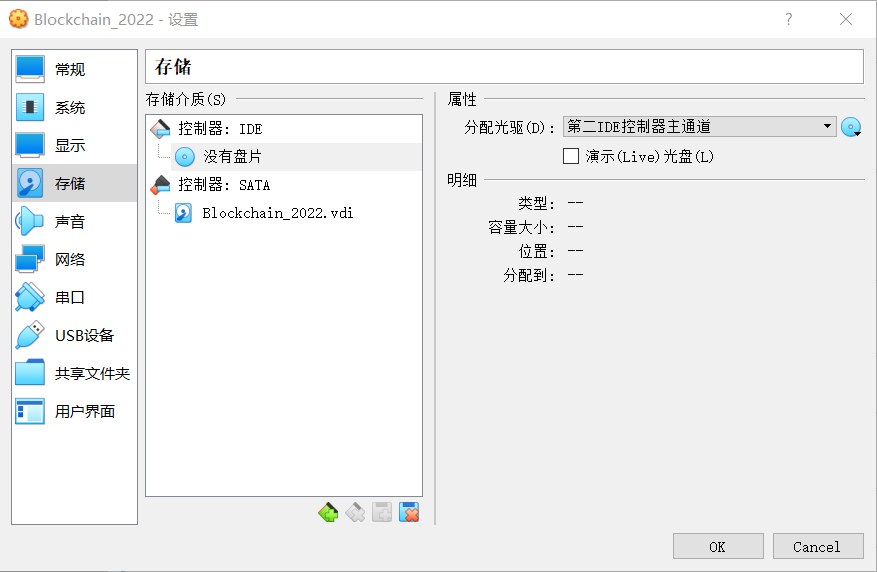 Blockchain_2022 - 设置
?
常规
系统
显示
存储
声音
网络
串口
USB设备
共享文件夹
用户界面
存储
存储介质(S)
控制器: IDE
没有盘片
控制器: SATA
Blockchain_2022.vdi
属性
分配光驱(D): 第二IDE控制器主通道
演示(Live)光盘(L)
明细
类型: --
容量大小: --
位置: --
分配到: --
OK
Cancel